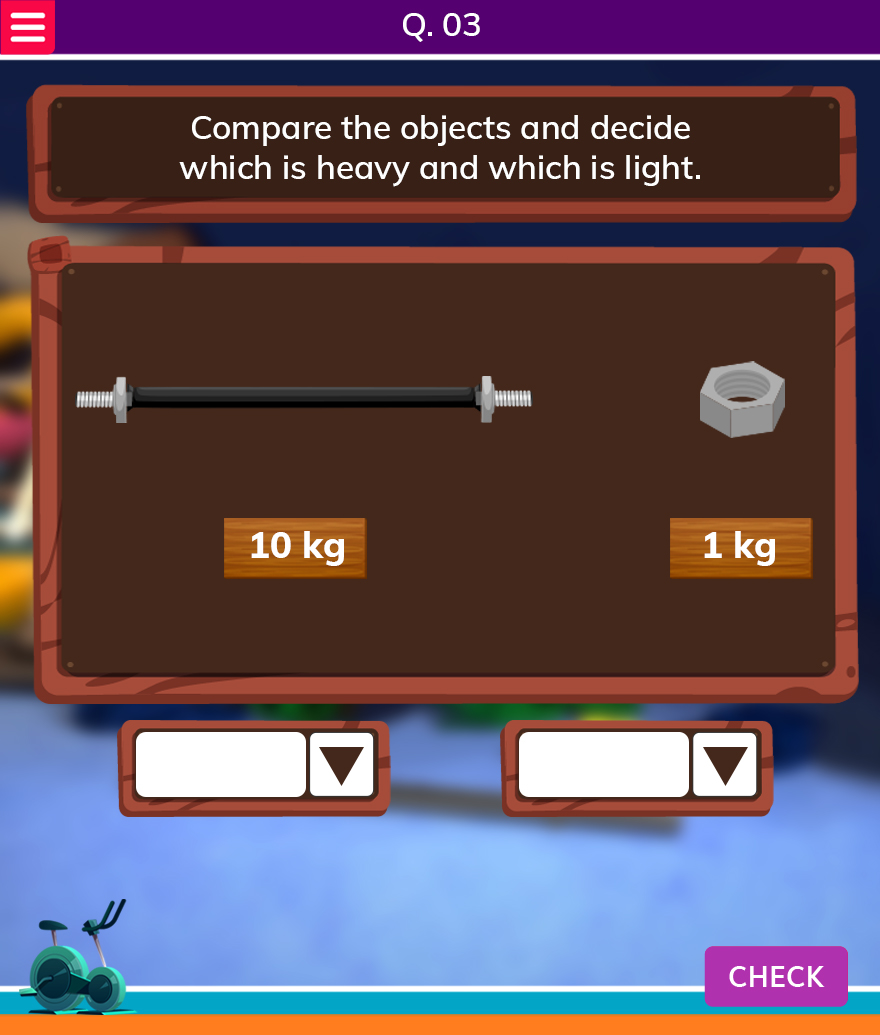 Q. 03
Compare the objects and decide
which is heavy and which is light.
10 kg
1 kg
CHECK